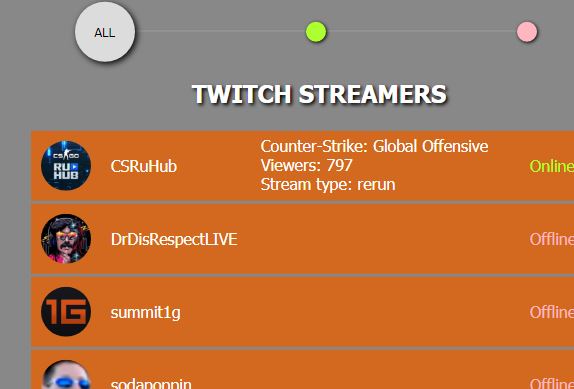 ALL
TWITCH STREAMERS
CS GO
RU
HUB
CSRuHub
Counter-Strike: Global Offensive
Viewers: 797
Stream type: rerun
Online
DrDisRespectLIVE
Offline
1G
summit1g
Offline
sodapoppin
Offline